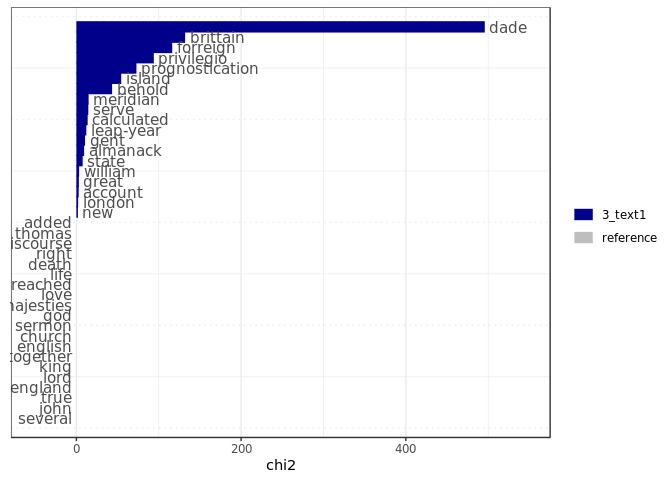 dade
brittain
forreign
privilegio
prognostication
island
behold
meridian
serve
calculated
leap-year
gent
almanack
state
william
great
account
london
new
added
thomas
iscourse
right
death
life
reached
love
najesties
god
sermon
church
english
together
king
lord
england
true
john
several
0
200
400
chi2
3_text1
reference